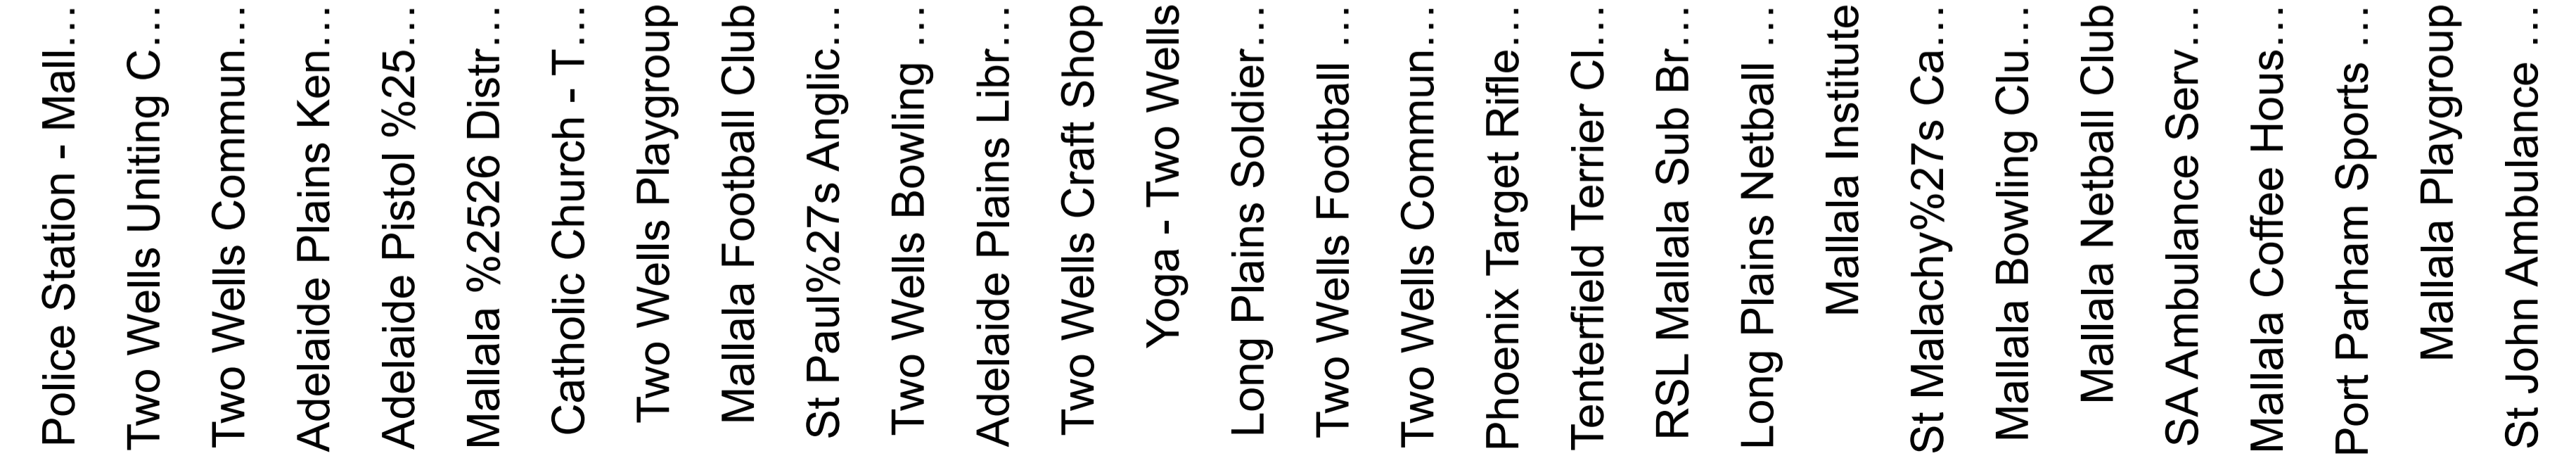 Police Station - Mall...
Two Wells Uniting C...
Two Wells Commun...
Adelaide Plains Ken...
Adelaide Pistol %25...
Mallala %2526 Distr...
Catholic Church - T...
Two Wells Playgroup
Mallala Football Club
St Paul%27s Anglic...
Two Wells Bowling ...
Adelaide Plains Libr...
Two Wells Craft Shop
Yoga - Two Wells
Long Plains Soldier...
Two Wells Football ...
Two Wells Commun...
Phoenix Target Rifle...
Tenterfield Terrier Cl...
RSL Mallala Sub Br...
Long Plains Netball ...
Mallala Institute
St Malachy%27s Ca...
Mallala Bowling Clu...
Mallala Netball Club
SA Ambulance Serv...
Mallala Coffee Hous...
Port Parham Sports ...
Mallala Playgroup
St John Ambulance ...